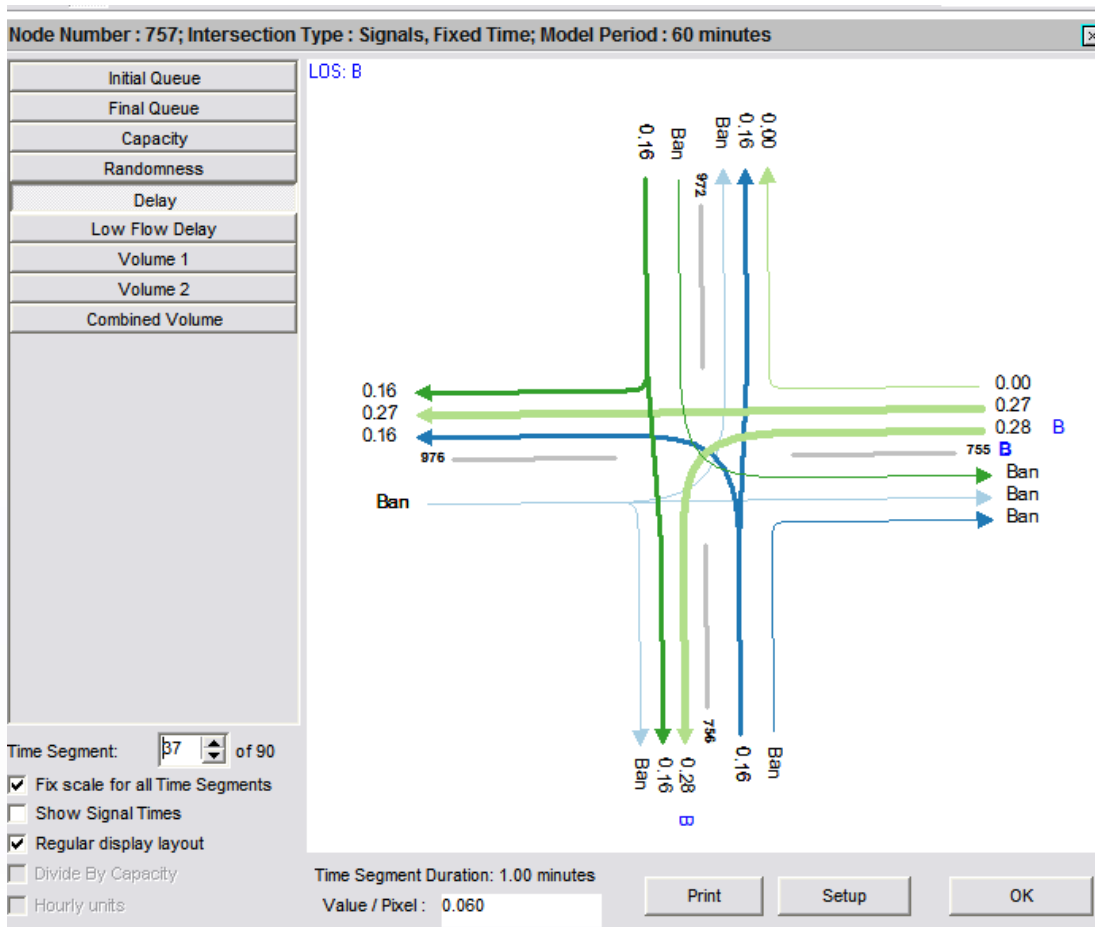 Node Number : 757; Intersection Type : Signals, Fixed Time; Model Period : 60 minutes
Initial Queue
Final Queue
Capacity
Randomness
Delay
Low Flow Delay
Volume 1
Volume 2
Combined Volume
LOS: B
0.16
Ban
Ban
0.16
0.00
972
0.16
0.27
0.16
976
Ban
0.00
0.27
0.28 B
755 B
Ban
Ban
Ban
756
Ban
0.16
0.28
0.16
Ban
B
Time Segment: 37 of 90
Fix scale for all Time Segments
Show Signal Times
Regular display layout
Divide By Capacity
Hourly units
Time Segment Duration: 1.00 minutes
Value / Pixel : 0.060
Print
Setup
OK